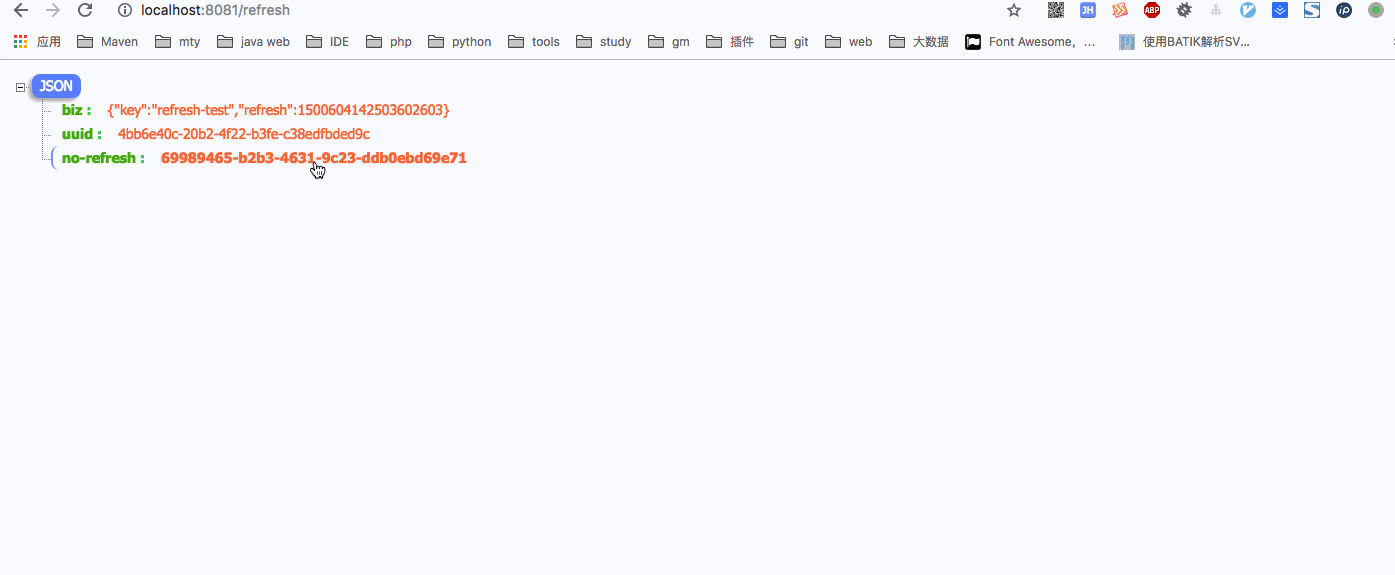 localhost:8081/refresh
JH
ABP
iP
应用 Maven mty java web IDE php python tools study gm 插件 git web 大数据 Font Awesome, ... 使用BATIK解析SV...
JSON
biz : {"key":"refresh-test","refresh":1500604142503602603}
uuid : 4bb6e40c-20b2-4f22-b3fe-c38edfbded9c
no-refresh : 69989465-b2b3-4631-9c23-ddb0ebd69e71